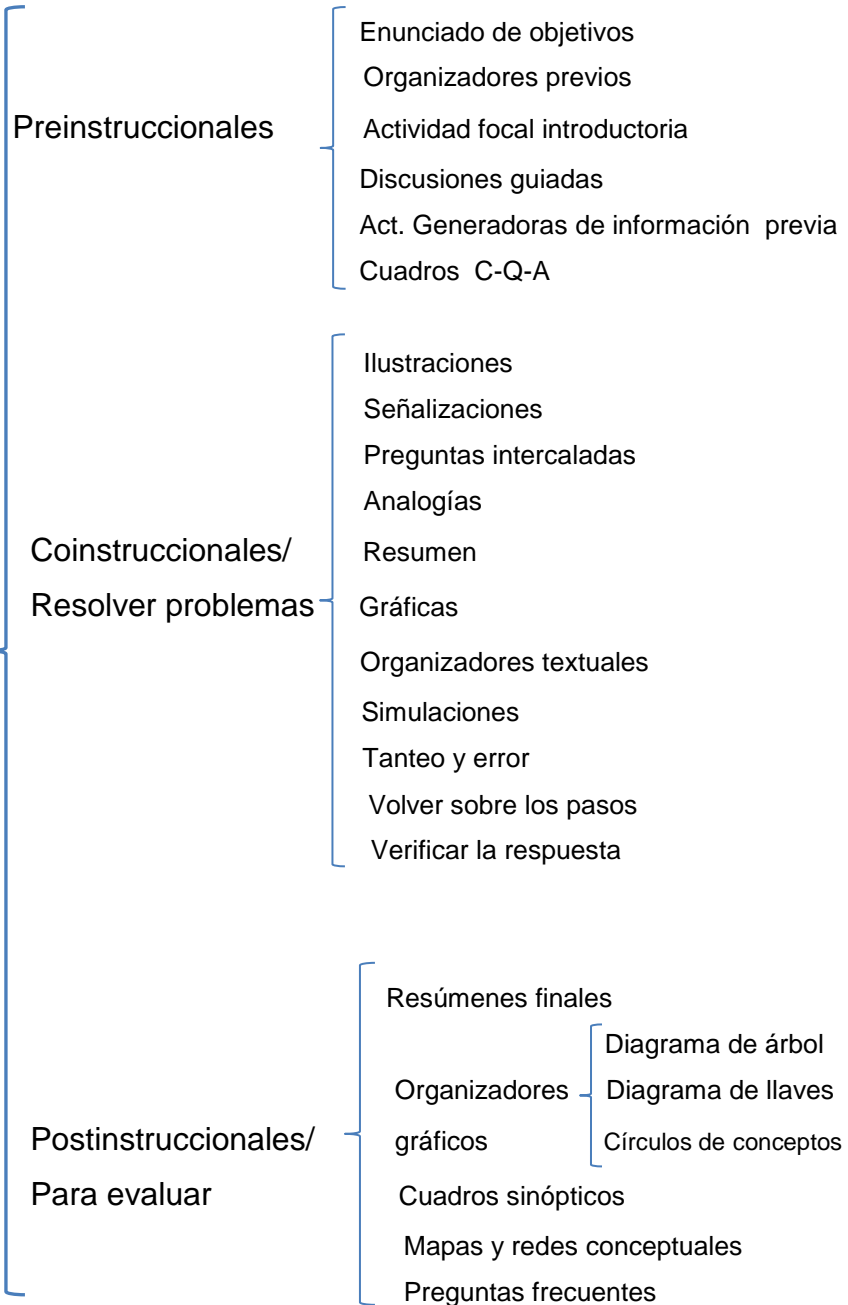 Preinstruccionales
Enunciado de objetivos
Organizadores previos
Actividad focal introductoria
Discusiones guiadas
Act. Generadoras de información previa
Cuadros C-Q-A
Coinstruccionales/
Resolver problemas
Ilustraciones
Señalizaciones
Preguntas intercaladas
Analogías
Resumen
Gráficas
Organizadores textuales
Simulaciones
Tanteo y error
Volver sobre los pasos
Verificar la respuesta
Postinstruccionales/
Para evaluar
Resúmenes finales
Organizadores
gráficos
Diagrama de árbol
Diagrama de llaves
Círculos de conceptos
Cuadros sinópticos
Mapas y redes conceptuales
Preguntas frecuentes